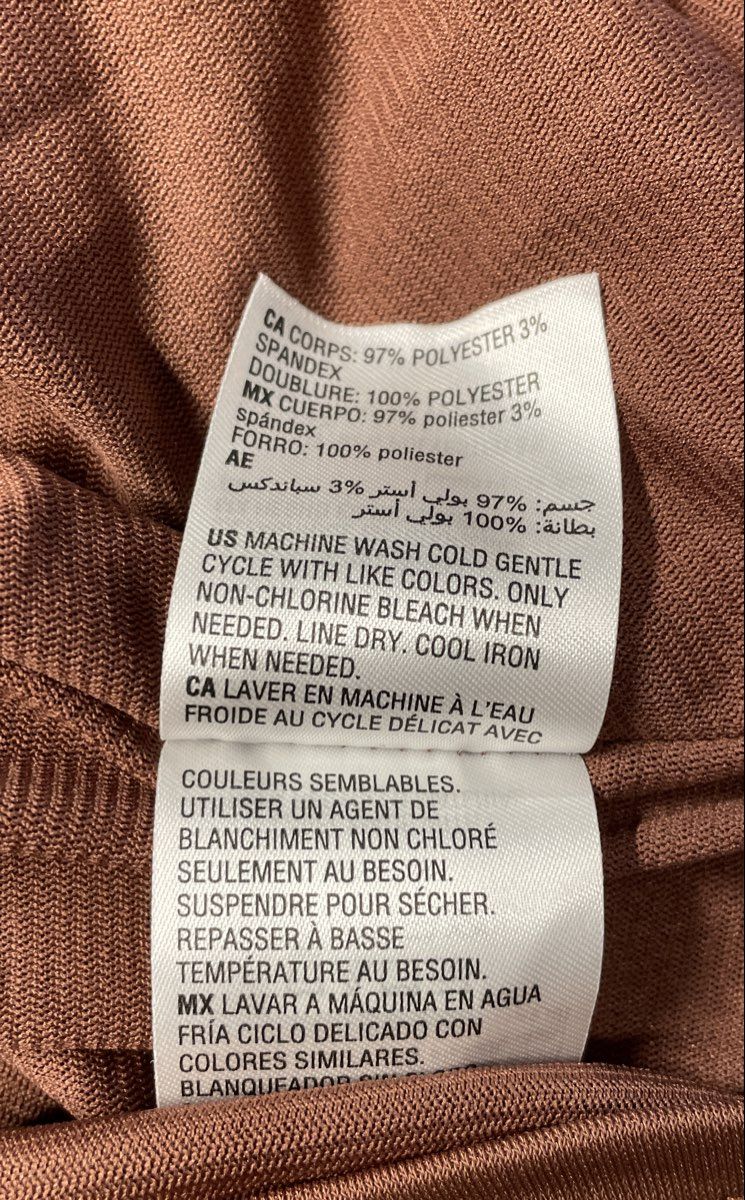 CA CORPS: 97% POLYESTER 3%
SPANDEX
DOUBLURE: 100% POLYESTER
MX CUERPO: 97% poliester 3%
spándex
FORRO: 100% poliester
AE
جسم: 97% بولي أستر 3% سباندكس
بطانة: 100% بولي أستر
US MACHINE WASH COLD GENTLE
CYCLE WITH LIKE COLORS. ONLY
NON-CHLORINE BLEACH WHEN
NEEDED. LINE DRY. COOL IRON
WHEN NEEDED.
CA LAVER EN MACHINE À L'EAU
FROIDE AU CYCLE DÉLICAT AVEC
COULEURS SEMBLABLES.
UTILISER UN AGENT DE
BLANCHIMENT NON CHLORÉ
SEULEMENT AU BESOIN.
SUSPENDRE POUR SÉCHER.
REPASSER À BASSE
TEMPÉRATURE AU BESOIN.
MX LAVAR A MÁQUINA EN AGUA
FRÍA CICLO DELICADO CON
COLORES SIMILARES.
BLANQUEADOR